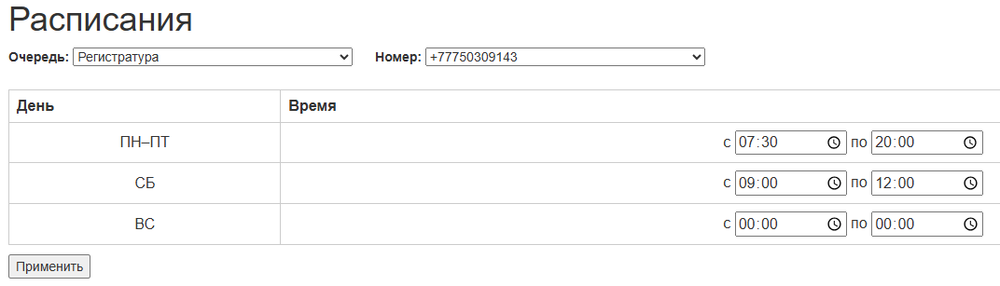 Расписания
Очередь: Регистратура Номер: +77750309143
День Время
ПН–ПТ с 07:30 по 20:00
СБ с 09:00 по 12:00
ВС с 00:00 по 00:00
Применить